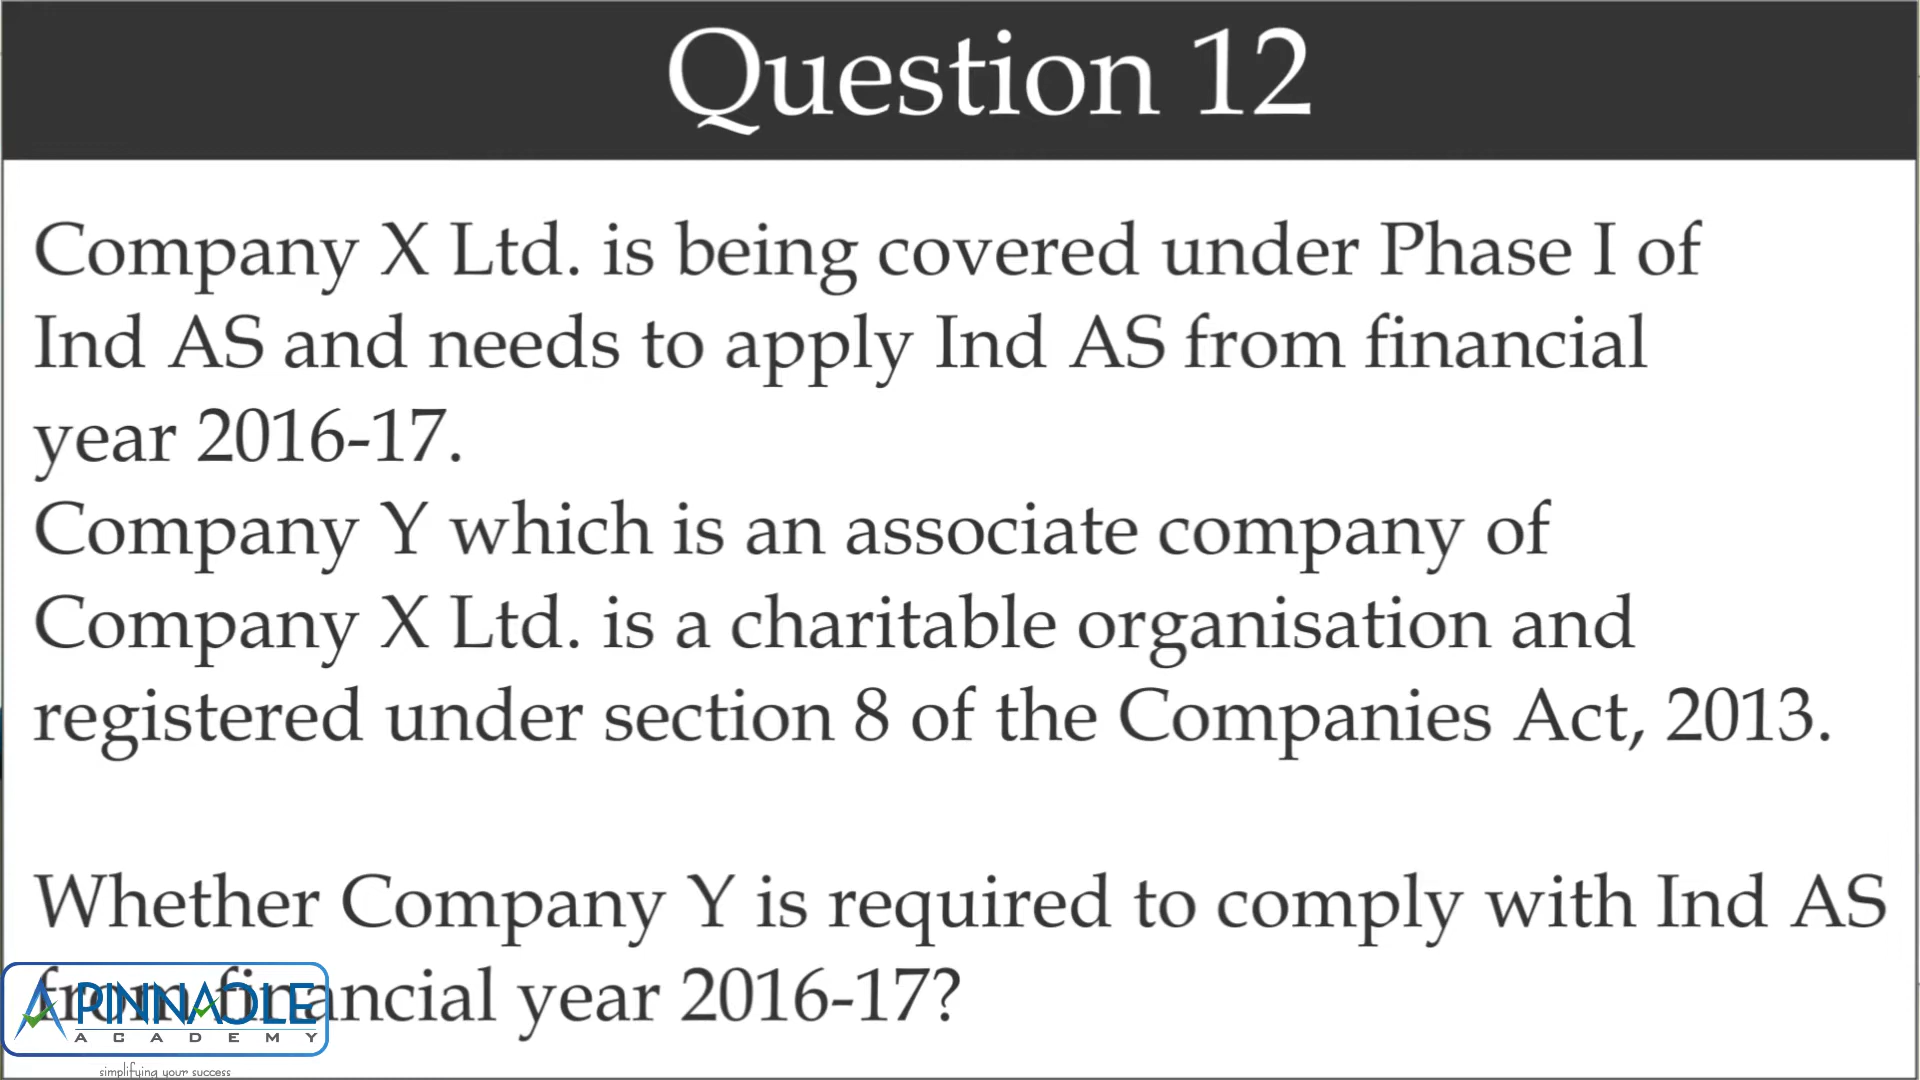 Question 12
Company X Ltd. is being covered under Phase I of
Ind AS and needs to apply Ind AS from financial
year 2016-17.
Company Y which is an associate company of
Company X Ltd. is a charitable organisation and
registered under section 8 of the Companies Act, 2013.
Whether Company Y is required to comply with Ind AS
from financial year 2016-17?
PINNACLE
ACADEMY
simplifying your success